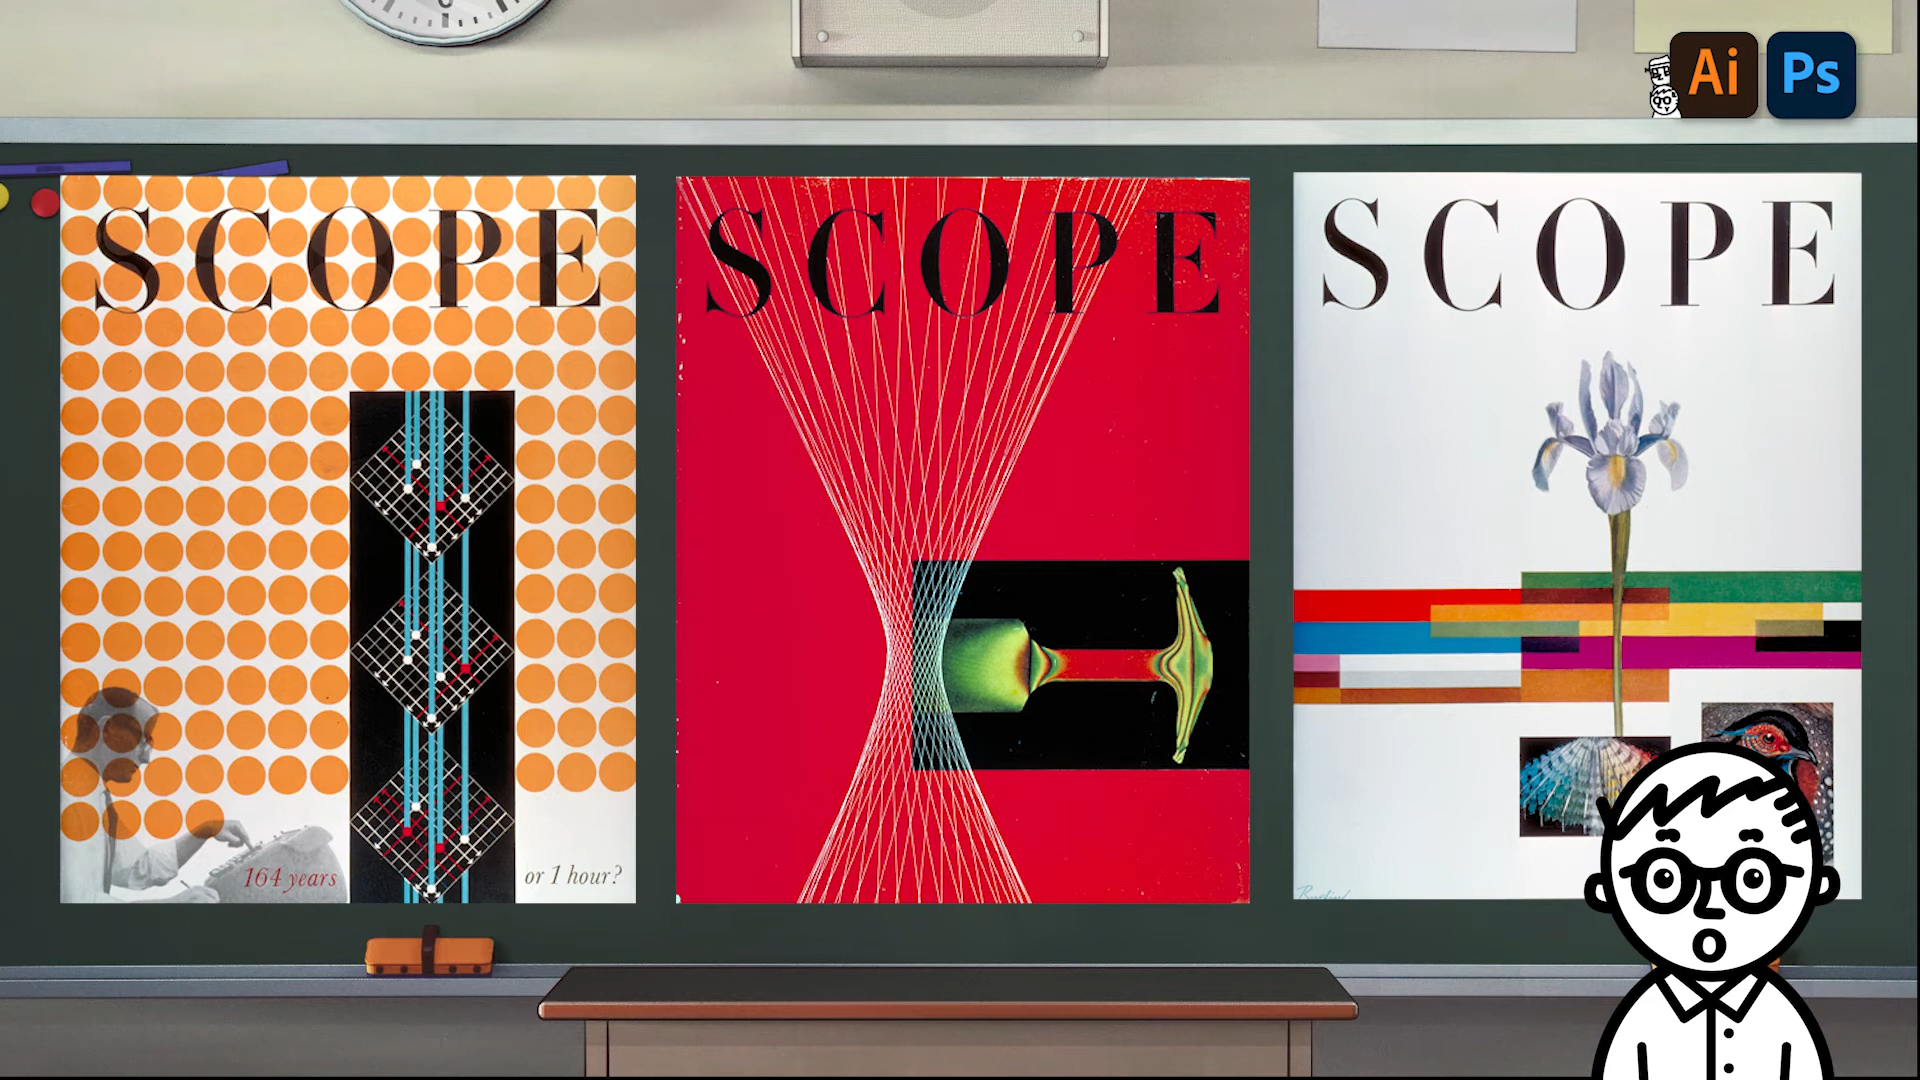 Ai Ps
SCOPE
164 years
or 1 hour?
SCOPE
SCOPE